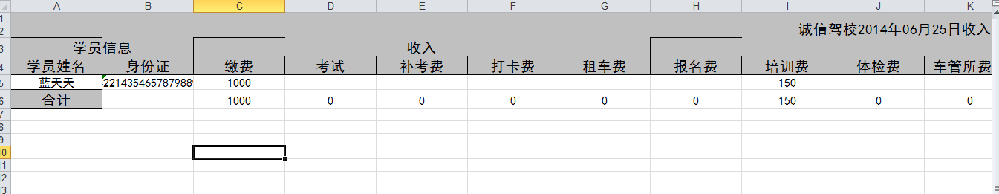 A B C D E F G H I J K
1
2 诚信驾校2014年06月25日收入
3 学员信息 收入
4 学员姓名 身份证 缴费 考试 补考费 打卡费 租车费 报名费 培训费 体检费 车管所费
5 蓝天天 221435465787988 1000 150
6 合计 1000 0 0 0 0 0 150 0 0
7
8
9
10
11
12
13